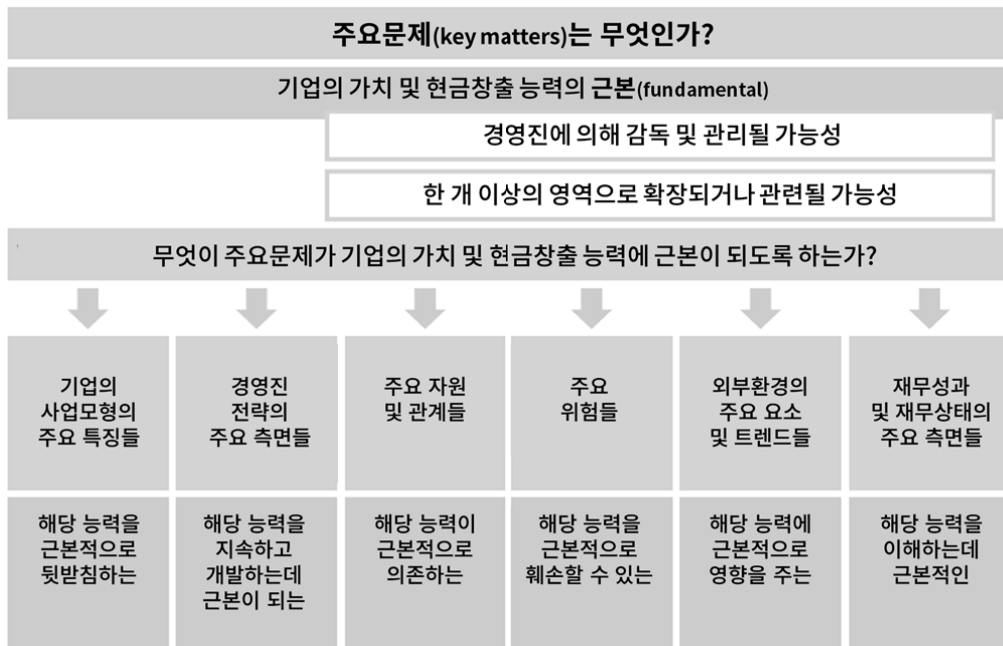 주요문제(key matters)는 무엇인가?
기업의 가치 및 현금창출 능력의 근본(fundamental)
경영진에 의해 감독 및 관리될 가능성
한 개 이상의 영역으로 확장되거나 관련될 가능성
무엇이 주요문제가 기업의 가치 및 현금창출 능력에 근본이 되도록 하는가?
기업의
사업모형의
주요 특징들
경영진
전략의
주요 측면들
주요 자원
및 관계들
주요
위험들
외부환경의
주요 요소
및 트렌드들
재무성과
및 재무상태의
주요 측면들
해당 능력을
근본적으로
뒷받침하는
해당 능력을
지속하고
개발하는데
근본이 되는
해당 능력이
근본적으로
의존하는
해당 능력을
근본적으로
훼손할 수 있는
해당 능력에
근본적으로
영향을 주는
해당 능력을
이해하는데
근본적인